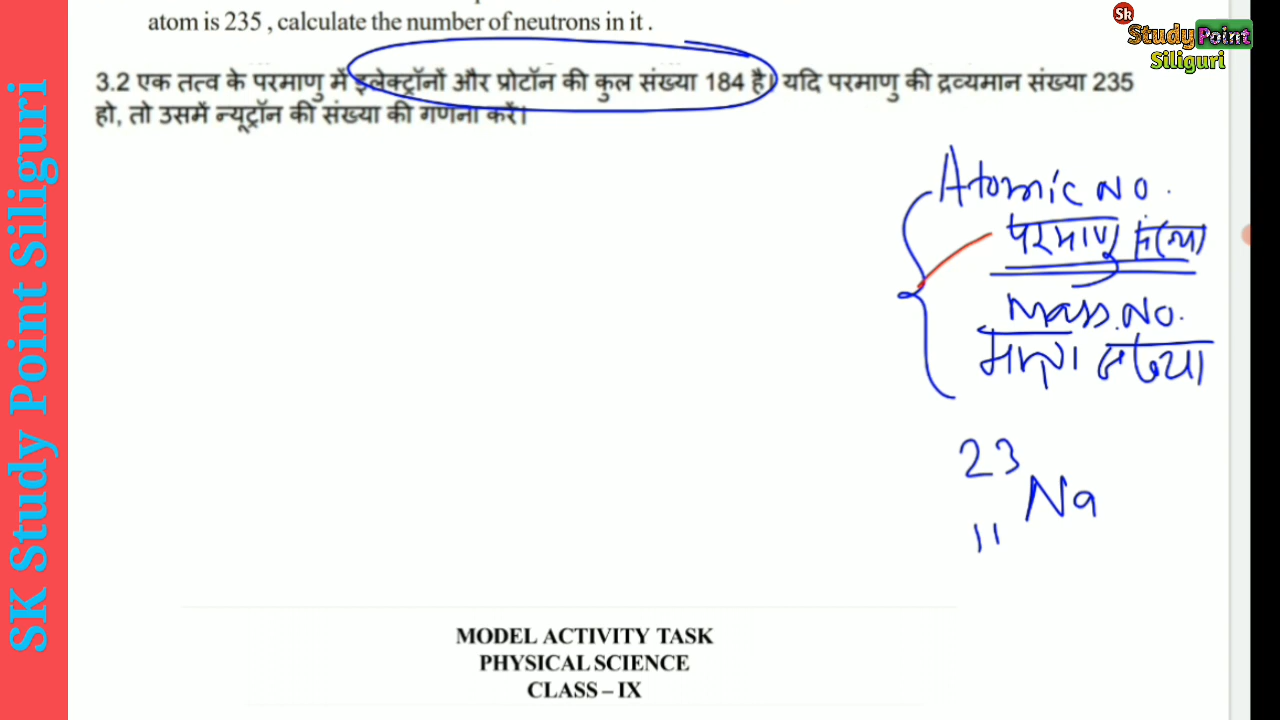 atom is 235 , calculate the number of neutrons in it .
3.2 एक तत्व के परमाणु में इलेक्ट्रॉनों और प्रोटॉन की कुल संख्या 184 है। यदि परमाणु की द्रव्यमान संख्या 235
हो, तो उसमें न्यूट्रॉन की संख्या की गणना करें।
Atomic No.
परमाणु संख्या
Mass No.
संख्या
23
Na
11
MODEL ACTIVITY TASK
PHYSICAL SCIENCE
CLASS – IX
SK Study Point Siliguri
Sk
Study Point
Siliguri